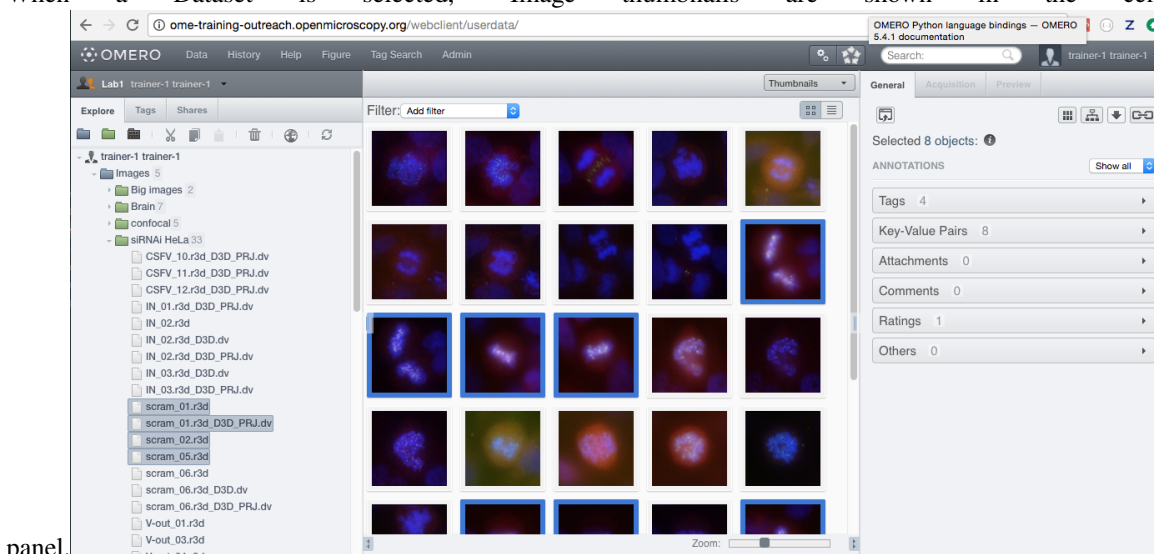 When a Dataset is selected, Image thumbnails are shown in the cen
ome-training-outreach.openmicroscopy.org/webclient/userdata/
OMERO Python language bindings — OMERO
5.4.1 documentation
OMERO Data History Help Figure Tag Search Admin
Search:
trainer-1 trainer-1
Lab1 trainer-1 trainer-1
Thumbnails
General Acquisition Preview
Explore Tags Shares
Filter: Add filter
Selected 8 objects:
trainer-1 trainer-1
ANNOTATIONS
Show all
Images 5
Big images 2
Brain 7
confocal 5
siRNAi HeLa 33
CSFV_10.r3d_D3D_PRJ.dv
CSFV_11.r3d_D3D_PRJ.dv
CSFV_12.r3d_D3D_PRJ.dv
IN_01.r3d_D3D_PRJ.dv
IN_02.r3d
IN_02.r3d_D3D.dv
IN_02.r3d_D3D_PRJ.dv
IN_03.r3d_D3D.dv
IN_03.r3d_D3D_PRJ.dv
scram_01.r3d
scram_01.r3d_D3D_PRJ.dv
scram_02.r3d
scram_05.r3d
scram_06.r3d
scram_06.r3d_D3D.dv
scram_06.r3d_D3D_PRJ.dv
V-out_01.r3d
V-out_03.r3d
Tags 4
Key-Value Pairs 8
Attachments 0
Comments 0
Ratings 1
Others 0
Zoom:
panel.